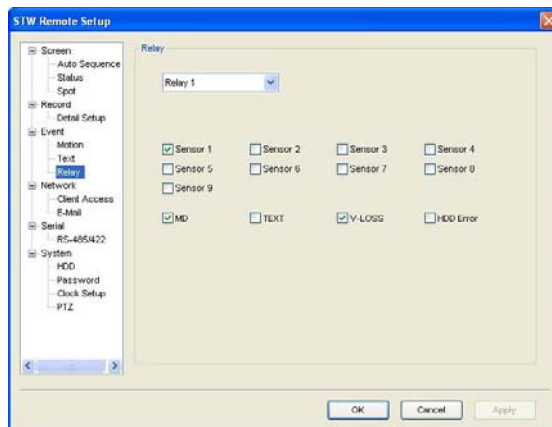 STW Remote Setup
Screen
Auto Sequence
Status
Spot
Record
Detail Setup
Event
Motion
Text
Relay
Network
Client Access
E-Mail
Serial
RS-485/422
System
HDD
Password
Clock Setup
PTZ
Relay
Relay 1
Sensor 1 Sensor 2 Sensor 3 Sensor 4
Sensor 5 Sensor 6 Sensor 7 Sensor 8
Sensor 9
MD TEXT V-LOSS HDD Error
OK Cancel Apply